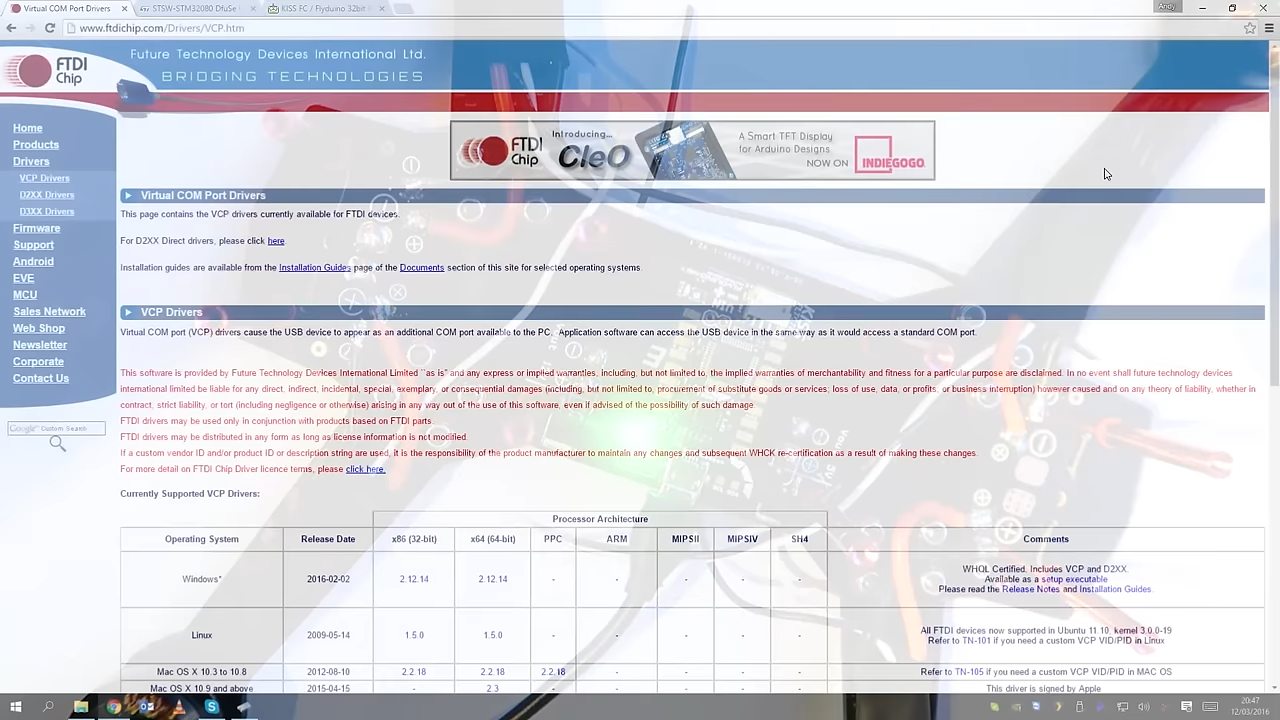 Virtual COM Port Drivers
STSW-STM32080 DfuSe
KISS FC / Flyduino 32bit
Andy
www.ftdichip.com/Drivers/VCP.htm
Future Technology Devices International Ltd.
BRIDGING TECHNOLOGIES
FTDI
Chip
Home
Products
Drivers
VCP Drivers
D2XX Drivers
D3XX Drivers
Firmware
Support
Android
EVE
MCU
Sales Network
Web Shop
Newsletter
Corporate
Contact Us
Google Custom Search
FTDI
Chip
Introducing...
CleO
A Smart TFT Display
for Arduino Designs
NOW ON
INDIEGOGO
Virtual COM Port Drivers
This page contains the VCP drivers currently available for FTDI devices.
For D2XX Direct drivers, please click here.
Installation guides are available from the Installation Guides page of the Documents section of this site for selected operating systems.
VCP Drivers
Virtual COM port (VCP) drivers cause the USB device to appear as an additional COM port available to the PC. Application software can access the USB device in the same way as it would access a standard COM port.
This software is provided by Future Technology Devices International Limited ``as is'' and any express or implied warranties, including, but not limited to, the implied warranties of merchantability and fitness for a particular purpose are disclaimed. In no event shall future technology devices
international limited be liable for any direct, indirect, incidental, special, exemplary, or consequential damages (including, but not limited to, procurement of substitute goods or services; loss of use, data, or profits; or business interruption) however caused and on any theory of liability, whether in
contract, strict liability, or tort (including negligence or otherwise) arising in any way out of the use of this software, even if advised of the possibility of such damage.
FTDI drivers may be used only in conjunction with products based on FTDI parts.
FTDI drivers may be distributed in any form as long as license information is not modified.
If a custom vendor ID and/or product ID or description string are used, it is the responsibility of the product manufacturer to maintain any changes and subsequent WHCK re-certification as a result of making these changes.
For more detail on FTDI Chip Driver licence terms, please click here.
Currently Supported VCP Drivers:
Processor Architecture
Operating System Release Date x86 (32-bit) x64 (64-bit) PPC ARM MIPSII MIPSIV SH4 Comments
Windows* 2016-02-02 2.12.14 2.12.14 - - - - -
WHQL Certified. Includes VCP and D2XX.
Available as a setup executable
Please read the Release Notes and Installation Guides.
Linux 2009-05-14 1.5.0 1.5.0 - - - - -
All FTDI devices now supported in Ubuntu 11.10, kernel 3.0.0-19
Refer to TN-101 if you need a custom VCP VID/PID in Linux
Mac OS X 10.3 to 10.8 2012-08-10 2.2.18 2.2.18 2.2.18 - - - - Refer to TN-105 if you need a custom VCP VID/PID in MAC OS
Mac OS X 10.9 and above 2015-04-15 - 2.3 - - - - - This driver is signed by Apple
20:47
12/03/2016